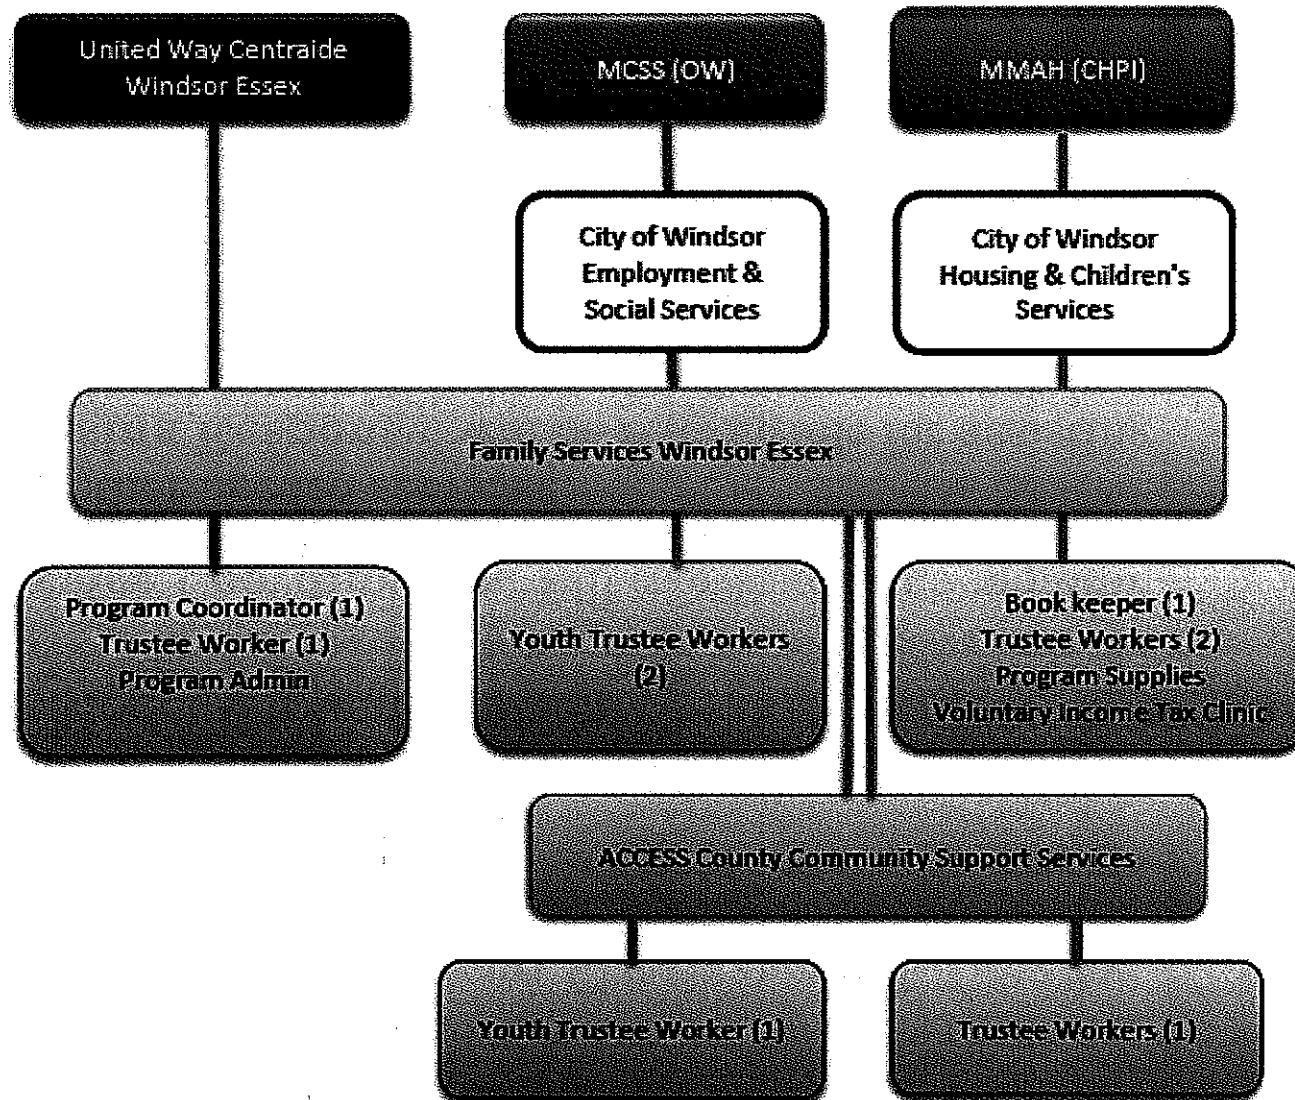 United Way Centraide
Windsor Essex
MCSS (OW)
MMAH (CHPI)
City of Windsor
Employment &
Social Services
City of Windsor
Housing & Children's
Services
Family Services Windsor Essex
Program Coordinator (1)
Trustee Worker (1)
Program Admin
Youth Trustee Workers
(2)
Book keeper (1)
Trustee Workers (2)
Program Supplies
Voluntary Income Tax Clinic
ACCESS County Community Support Services
Youth Trustee Worker (1)
Trustee Workers (1)